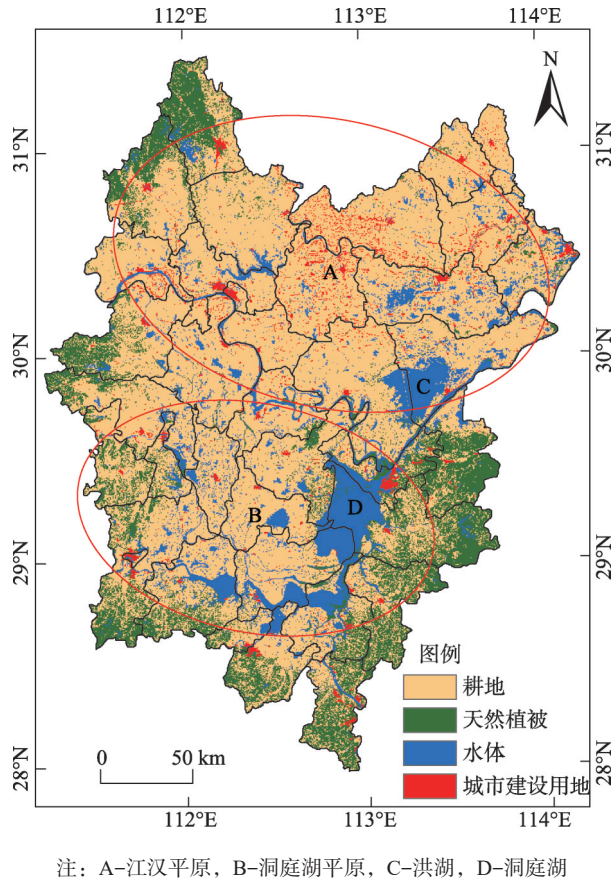 112°E 113°E 114°E
N
31°N 31°N
A
30°N 30°N
C
B D
29°N 29°N
图例
耕地
天然植被
0 50 km 水体
28°N 28°N
城市建设用地
112°E 113°E 114°E
注：A-江汉平原，B-洞庭湖平原，C-洪湖，D-洞庭湖